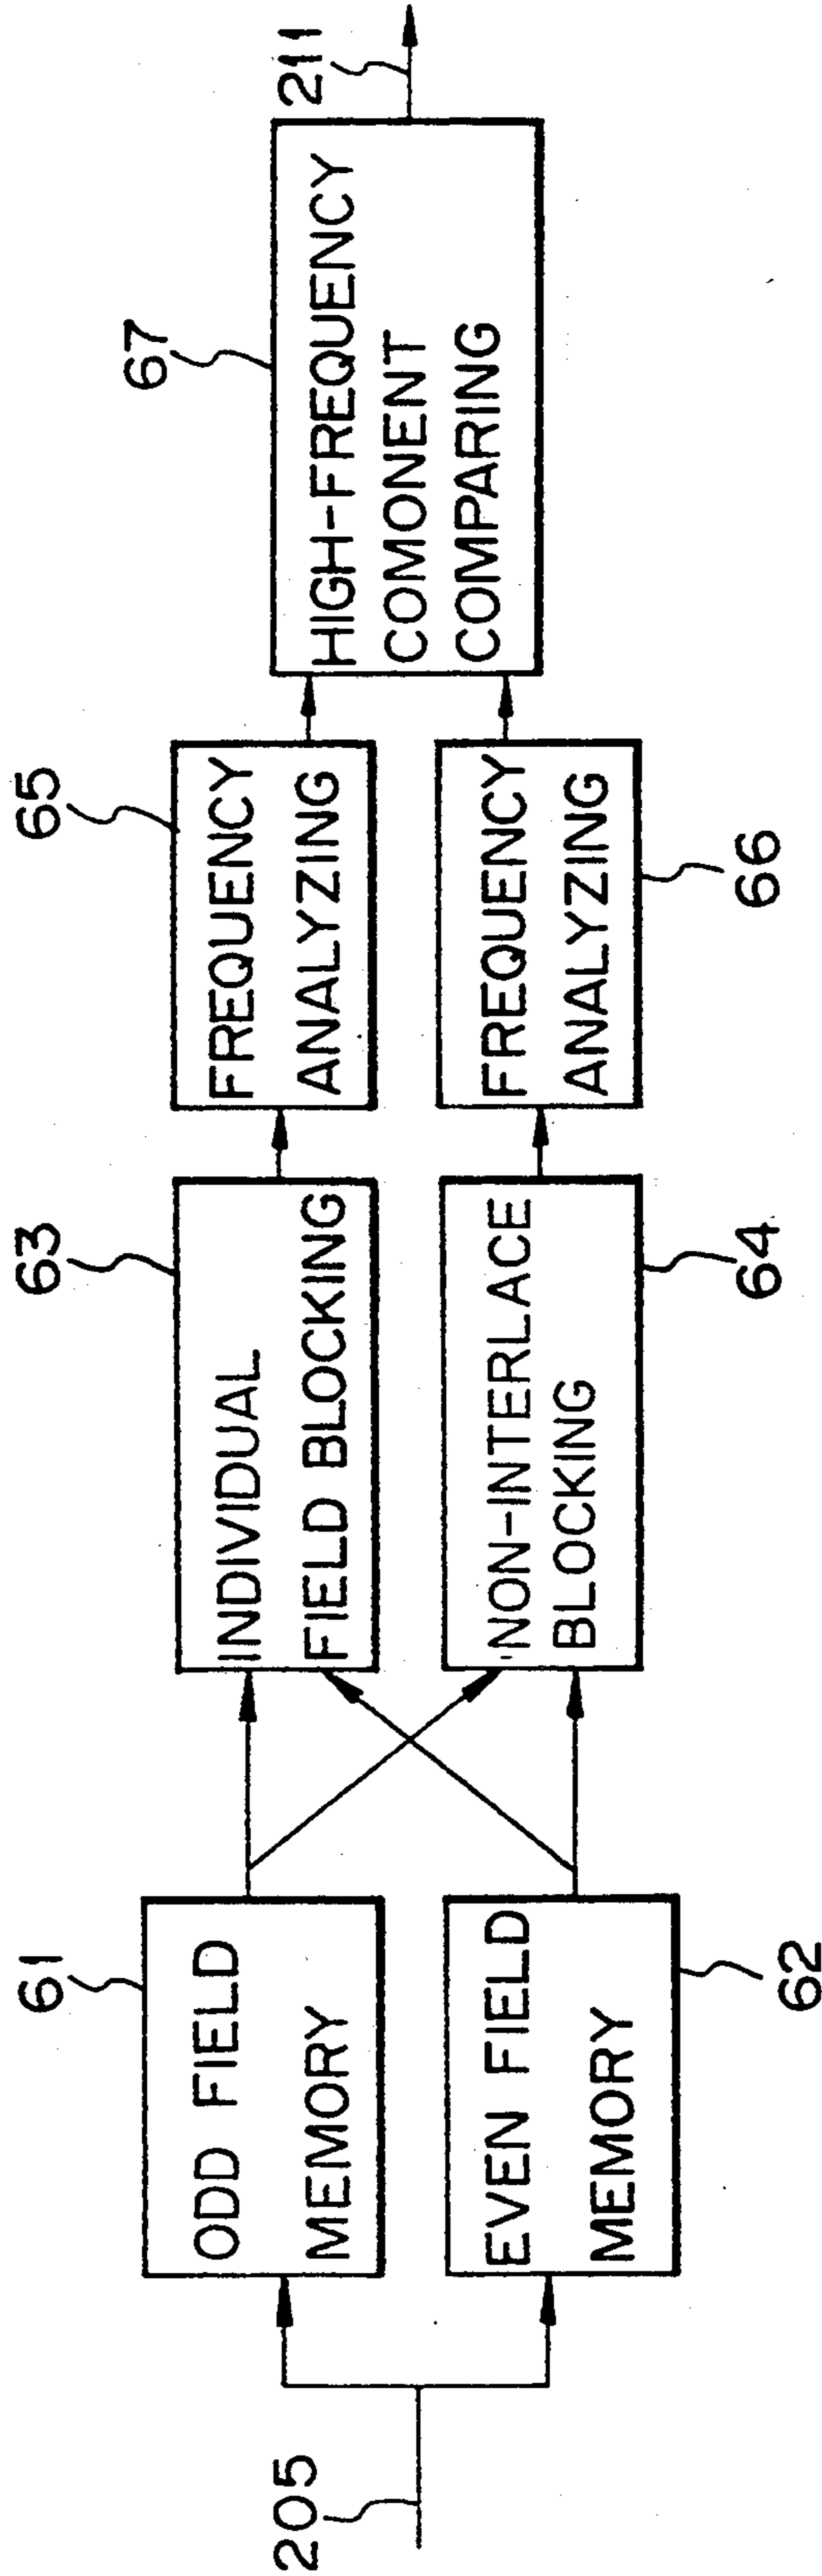 205
61
ODD FIELD
MEMORY
EVEN FIELD
MEMORY
62
63
INDIVIDUAL
FIELD BLOCKING
NON-INTERLACE
BLOCKING
64
65
FREQUENCY
ANALYZING
FREQUENCY
ANALYZING
66
67
HIGH-FREQUENCY
COMONENT
COMPARING
211